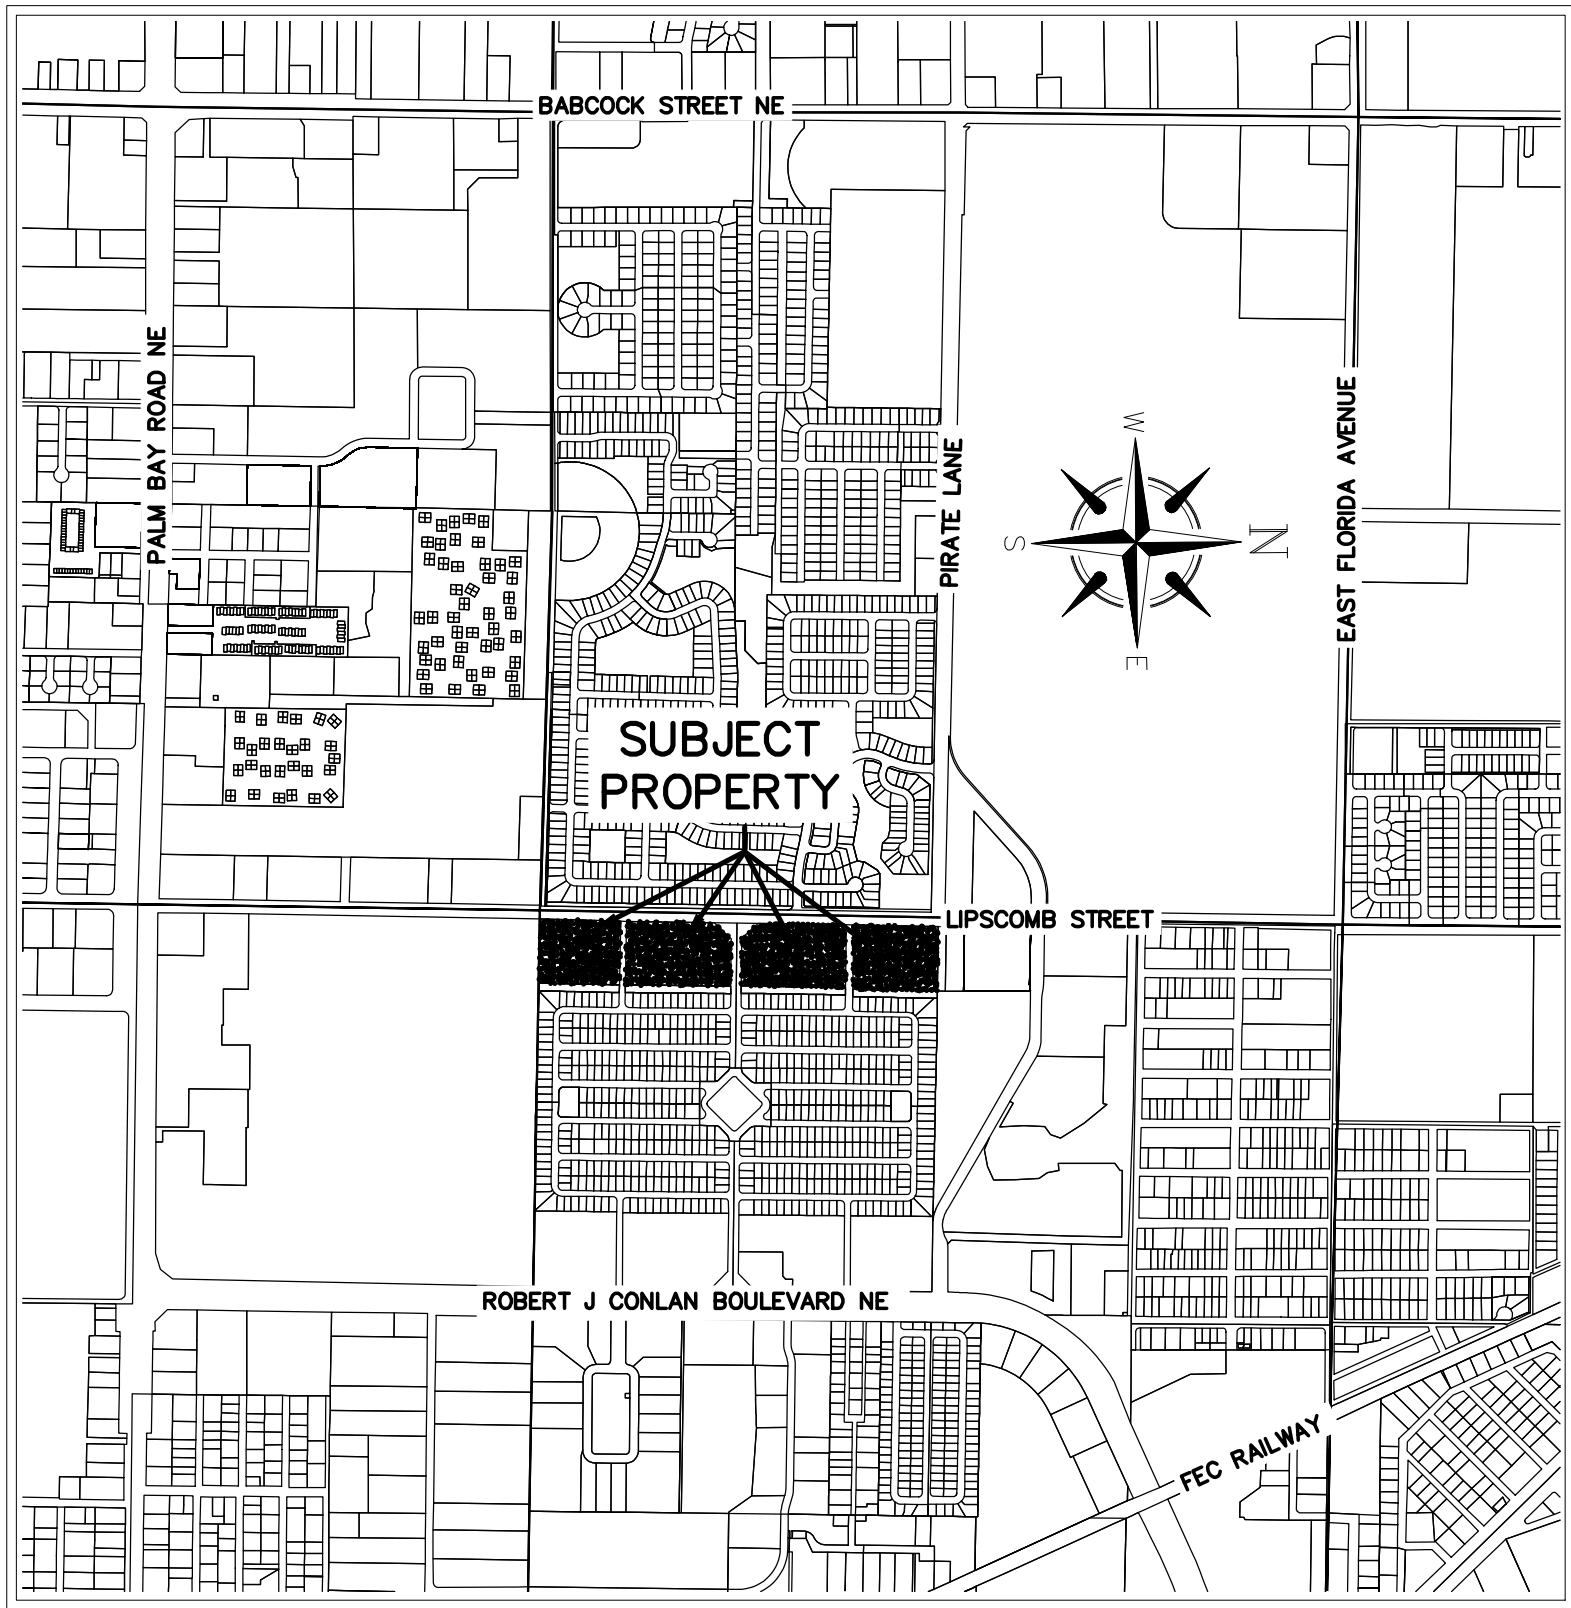 BABCOCK STREET NE
PALM BAY ROAD NE
W
EAST FLORIDA AVENUE
PIRATE LANE
S
N
E
SUBJECT
PROPERTY
LIPSCOMB STREET
ROBERT J CONLAN BOULEVARD NE
FEC RAILWAY